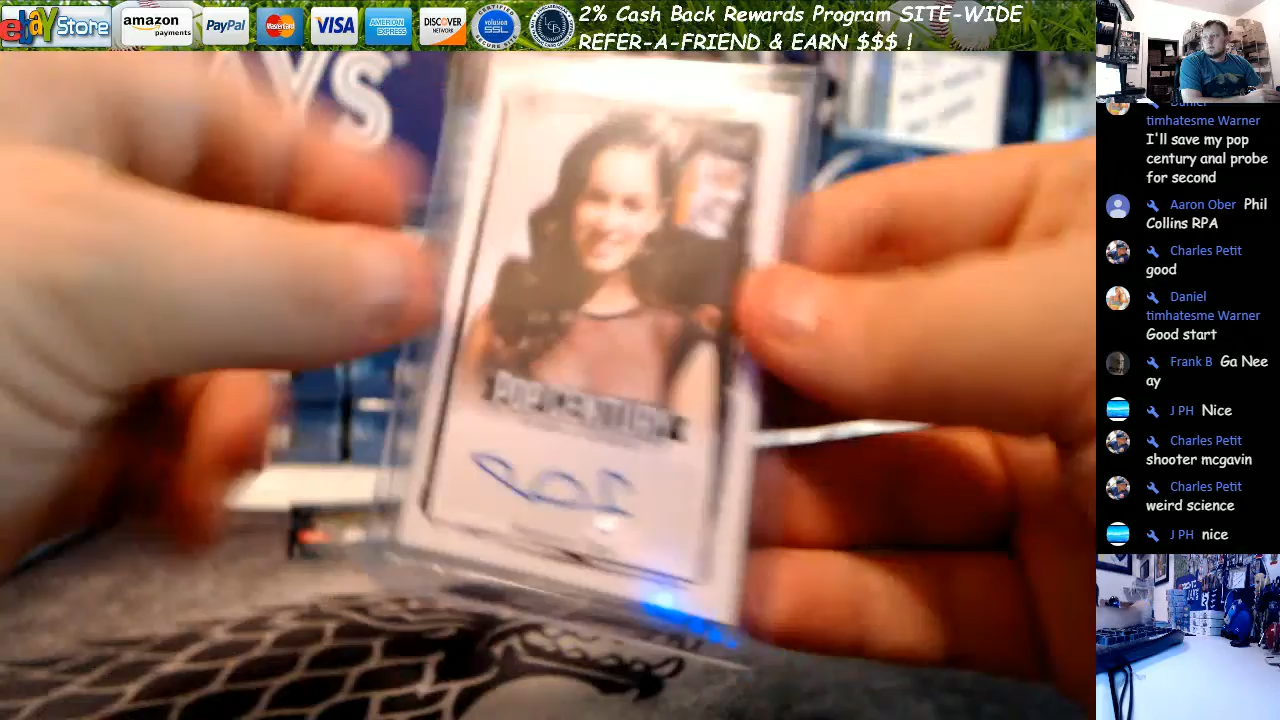 ebay Store
amazon
payments
PayPal
MasterCard
VISA
AMERICAN
EXPRESS
DISCOVER
NETWORK
CERTIFIED
volusion
SSL
2% Cash Back Rewards Program SITE-WIDE
REFER-A-FRIEND & EARN $$$ !
Daniel
timhatesme Warner
I'll save my pop
century anal probe
for second
Aaron Ober Phil
Collins RPA
Charles Petit
good
Daniel
timhatesme Warner
Good start
Frank B Ga Nee
ay
J PH Nice
Charles Petit
shooter mcgavin
Charles Petit
weird science
J PH nice